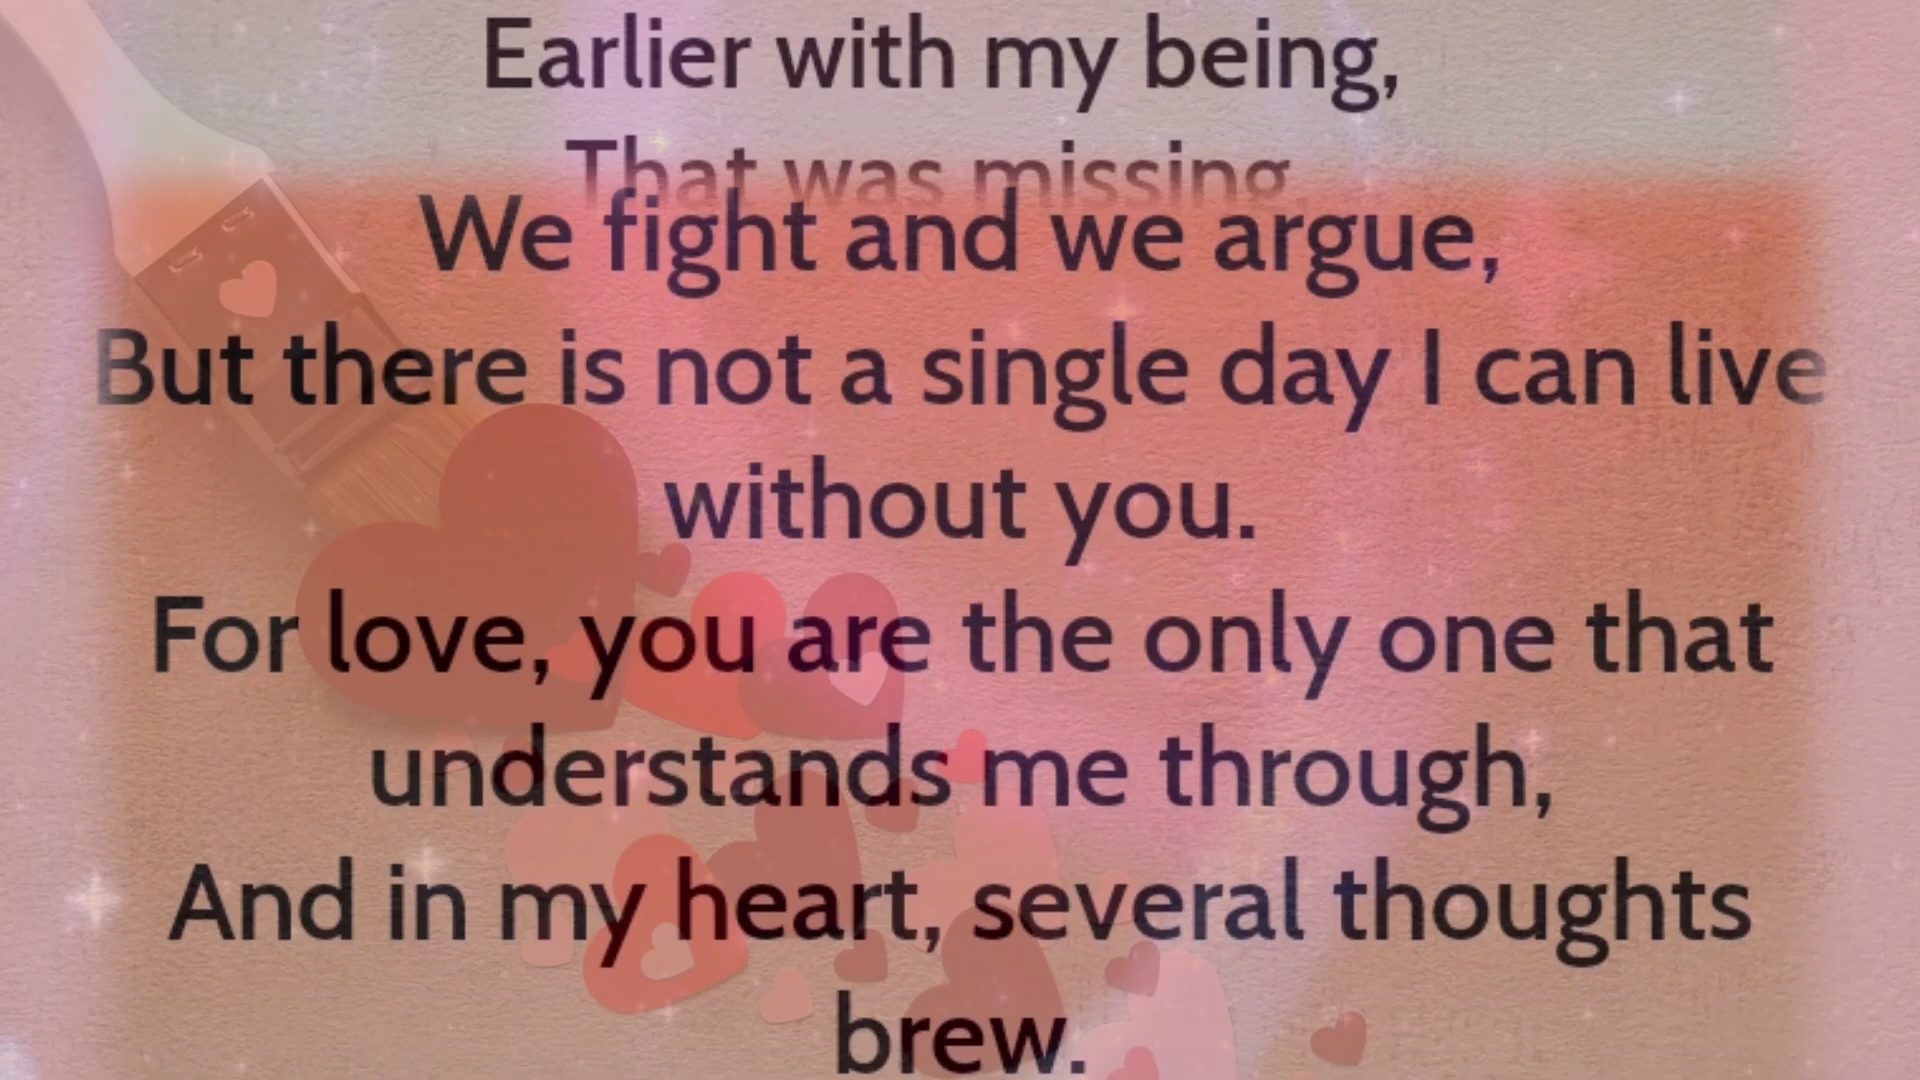 Earlier with my being,
That was missing.
We fight and we argue,
But there is not a single day I can live
without you.
For love, you are the only one that
understands me through,
And in my heart, several thoughts
brew.